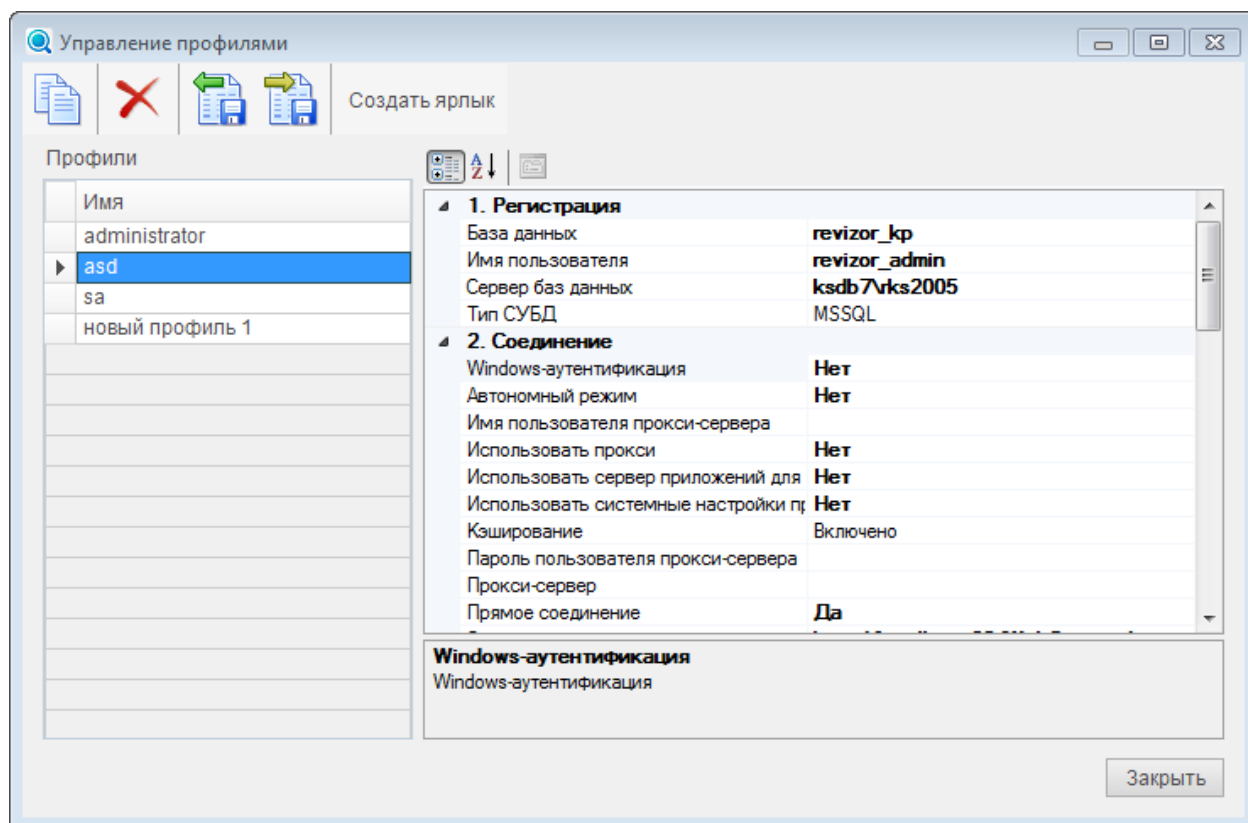 Управление профилями
Создать ярлык
Профили
Имя
administrator
asd
sa
новый профиль 1
1. Регистрация
База данных revizor_kp
Имя пользователя revizor_admin
Сервер баз данных ksdb7\rks2005
Тип СУБД MSSQL
2. Соединение
Windows-аутентификация Нет
Автономный режим Нет
Имя пользователя прокси-сервера
Использовать прокси Нет
Использовать сервер приложений для Нет
Использовать системные настройки Нет
Кэширование Включено
Пароль пользователя прокси-сервера
Прокси-сервер
Прямое соединение Да
Windows-аутентификация
Windows-аутентификация
Закрыть